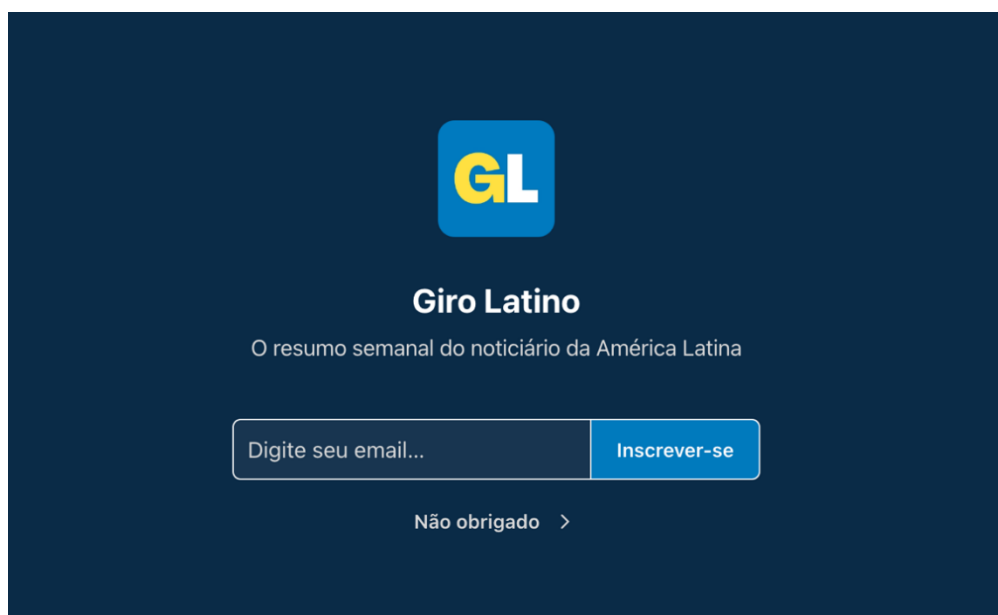 GL
Giro Latino
O resumo semanal do noticiário da América Latina
Digite seu email...
Inscrever-se
Não obrigado